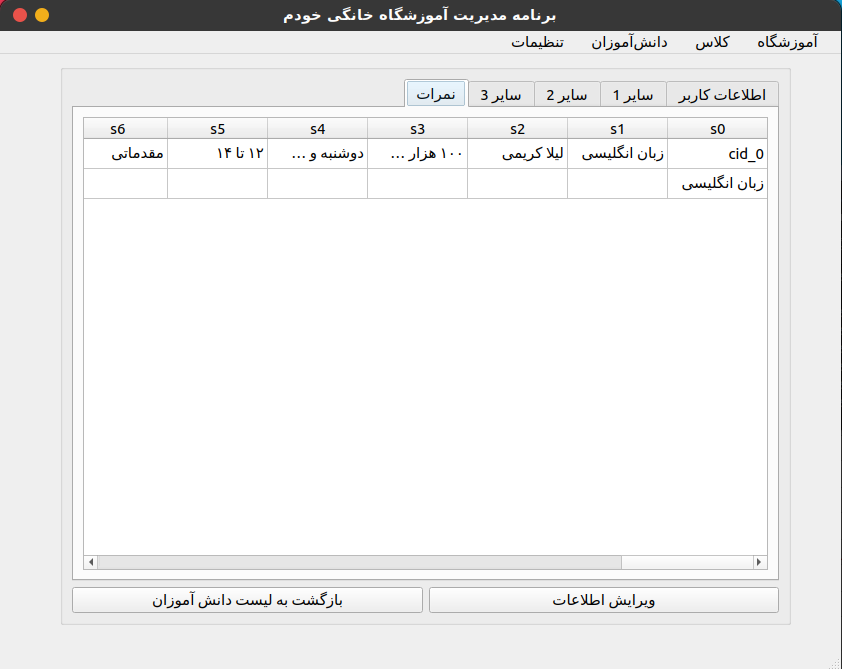 برنامه مدیریت آموزشگاه خانگی خودم
آموزشگاه کلاس دانش‌آموزان تنظیمات
اطلاعات کاربر سایر 1 سایر 2 سایر 3 نمرات
s0 s1 s2 s3 s4 s5 s6
cid_0 زبان انگلیسی لیلا کریمی ۱۰۰ هزار ... دوشنبه و ... ۱۲ تا ۱۴ مقدماتی
زبان انگلیسی
ویرایش اطلاعات بازگشت به لیست دانش آموزان